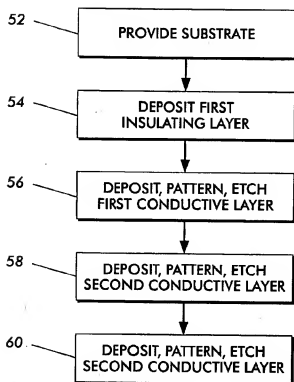 52
PROVIDE SUBSTRATE
54
DEPOSIT FIRST
INSULATING LAYER
56
DEPOSIT, PATTERN, ETCH
FIRST CONDUCTIVE LAYER
58
DEPOSIT, PATTERN, ETCH
SECOND CONDUCTIVE LAYER
60
DEPOSIT, PATTERN, ETCH
SECOND CONDUCTIVE LAYER